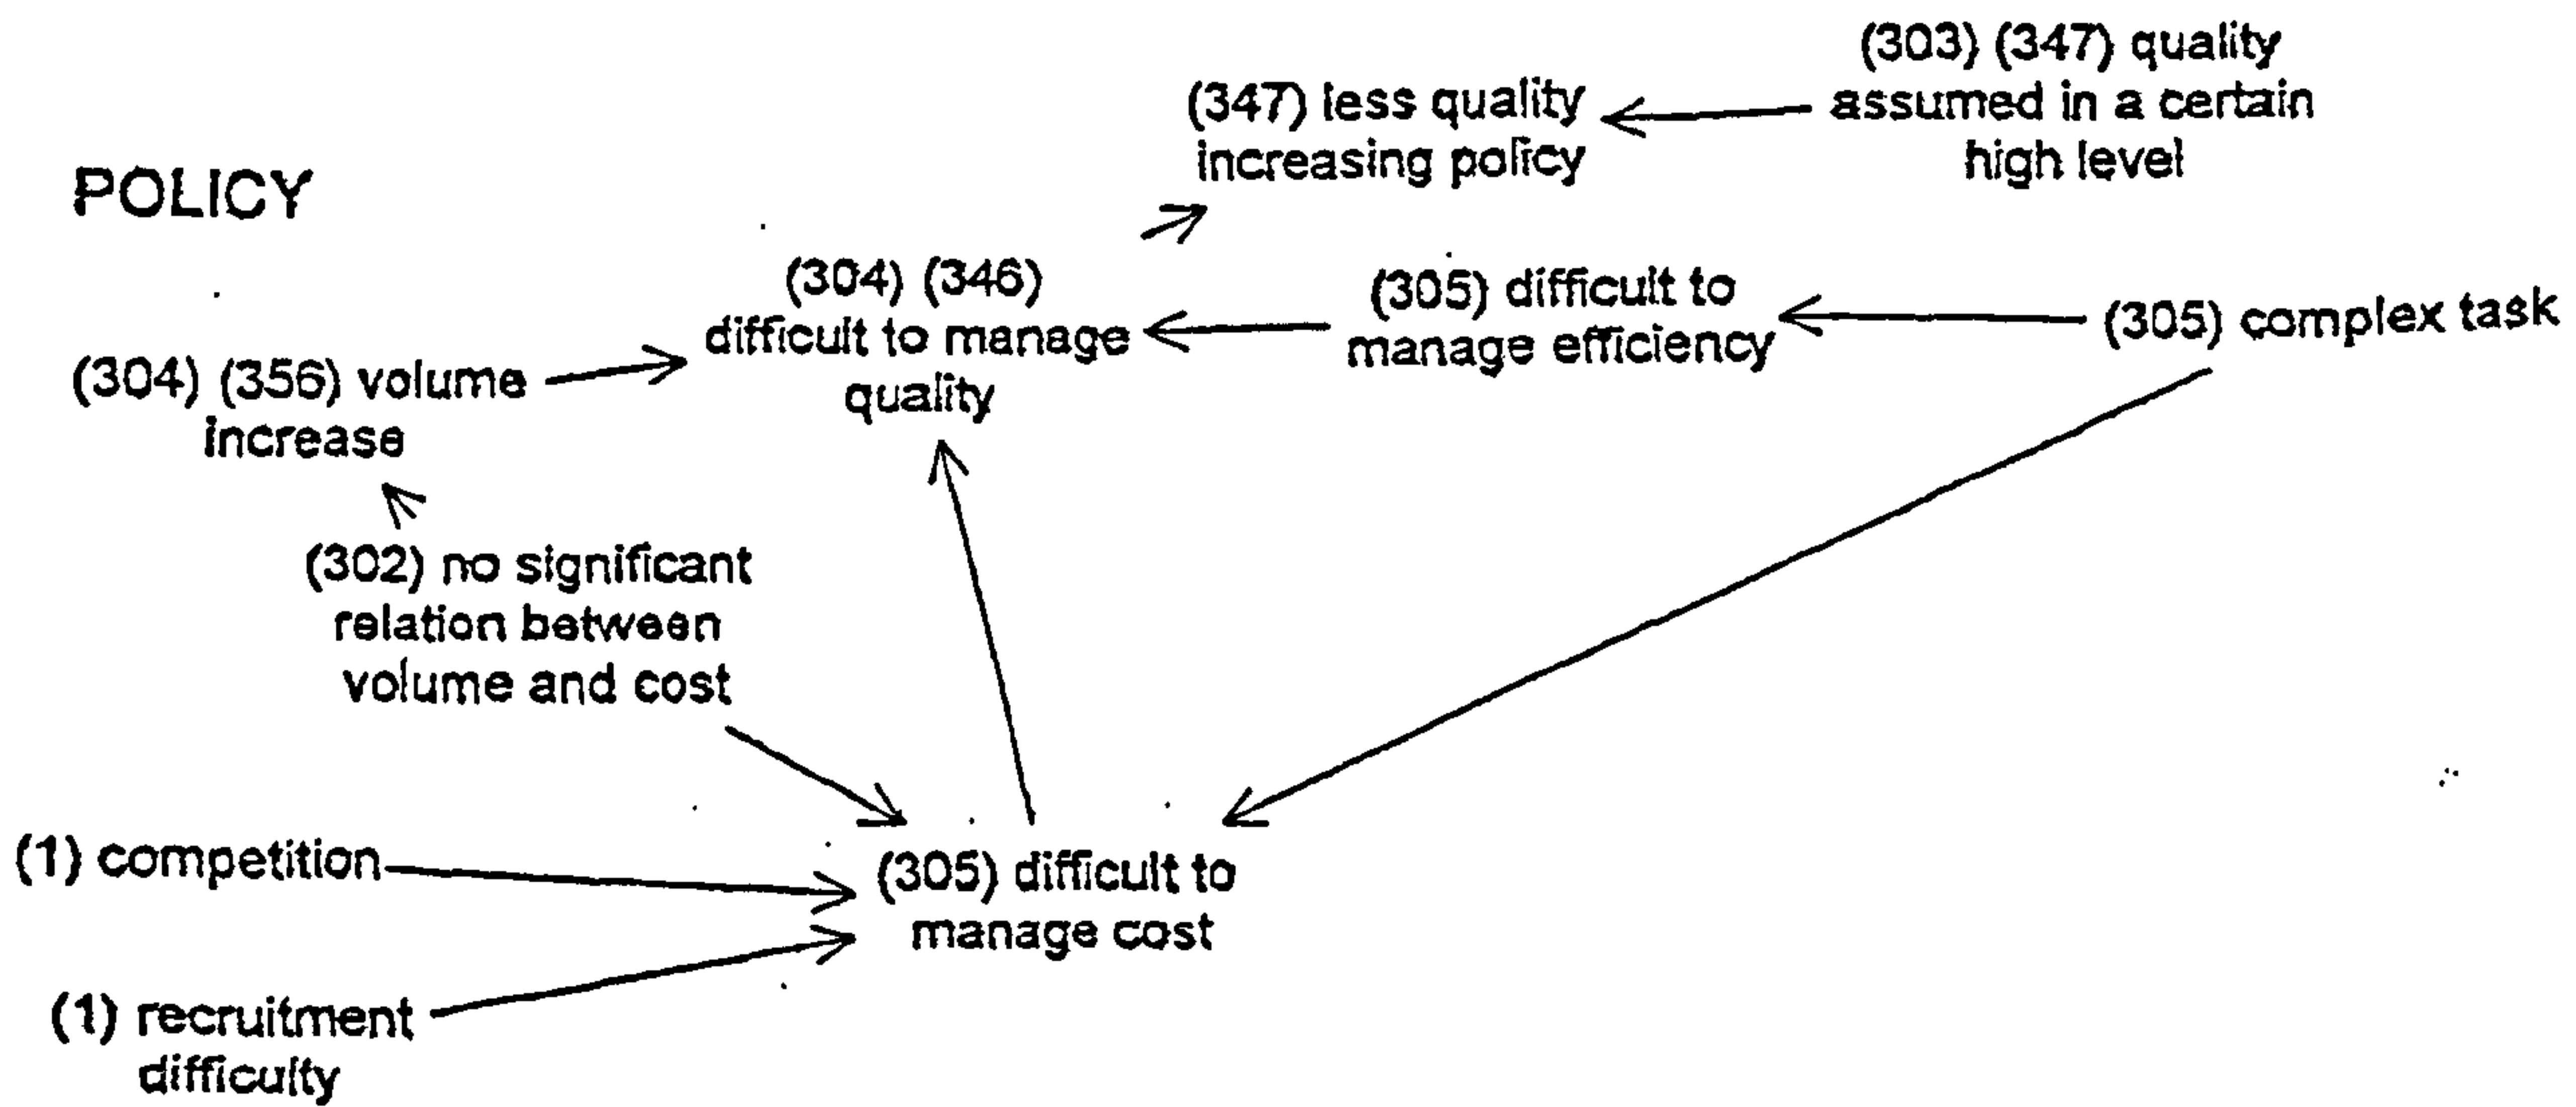 (303) (347) quality
assumed in a certain
high level
(347) less quality
increasing policy
POLICY
(304) (346)
difficult to manage
quality
(305) difficult to
manage efficiency
(305) complex task
(304) (356) volume
increase
(302) no significant
relation between
volume and cost
(1) competition
(305) difficult to
manage cost
(1) recruitment
difficulty